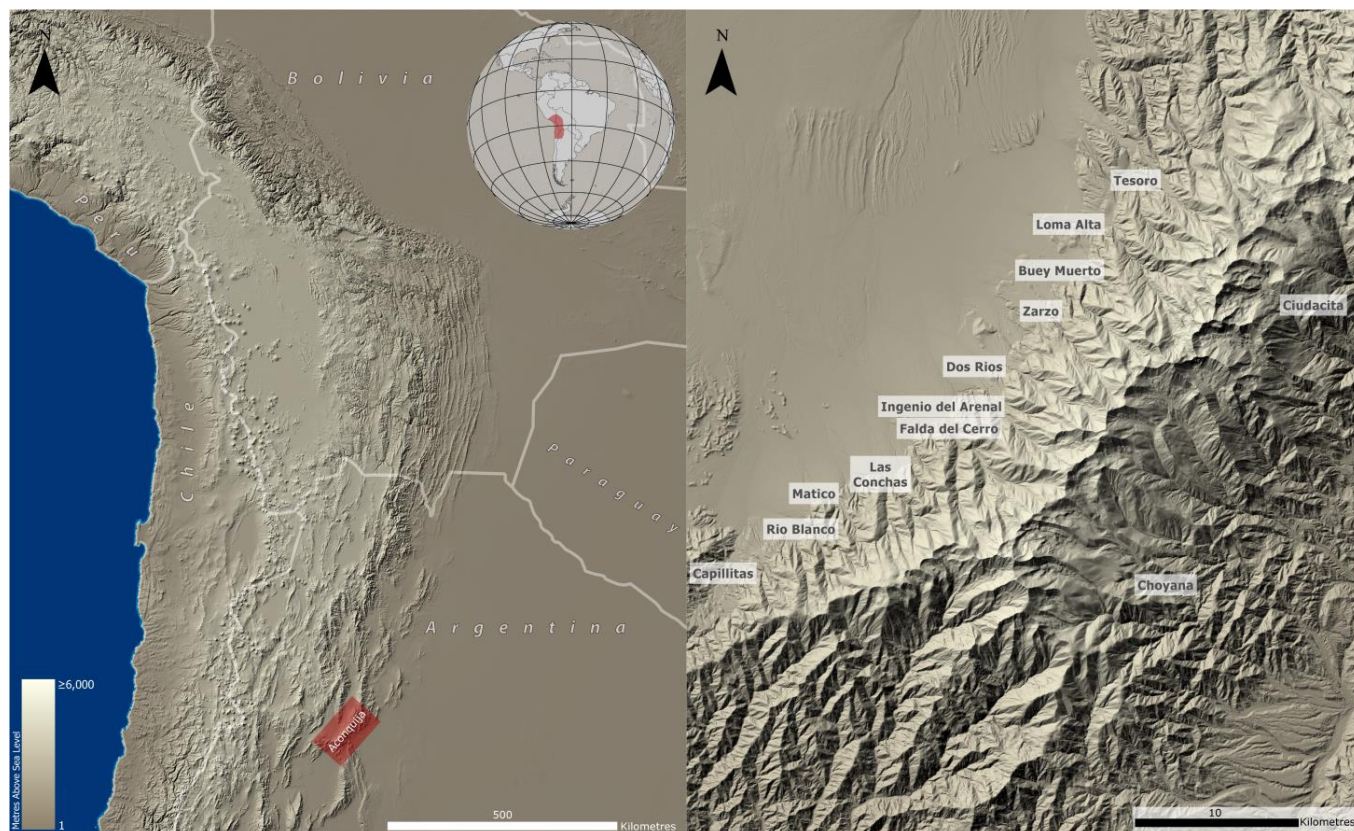 N
Bolivia
Peru
Chile
Paraguay
Argentina
Aconquija
≥6,000
Metres Above Sea Level
1
500
Kilometres
N
Tesoro
Loma Alta
Buey Muerto
Ciudacita
Zarzo
Dos Rios
Ingenio del Arenal
Falda del Cerro
Las
Conchas
Matico
Rio Blanco
Capillitas
Choyana
10
Kilometres